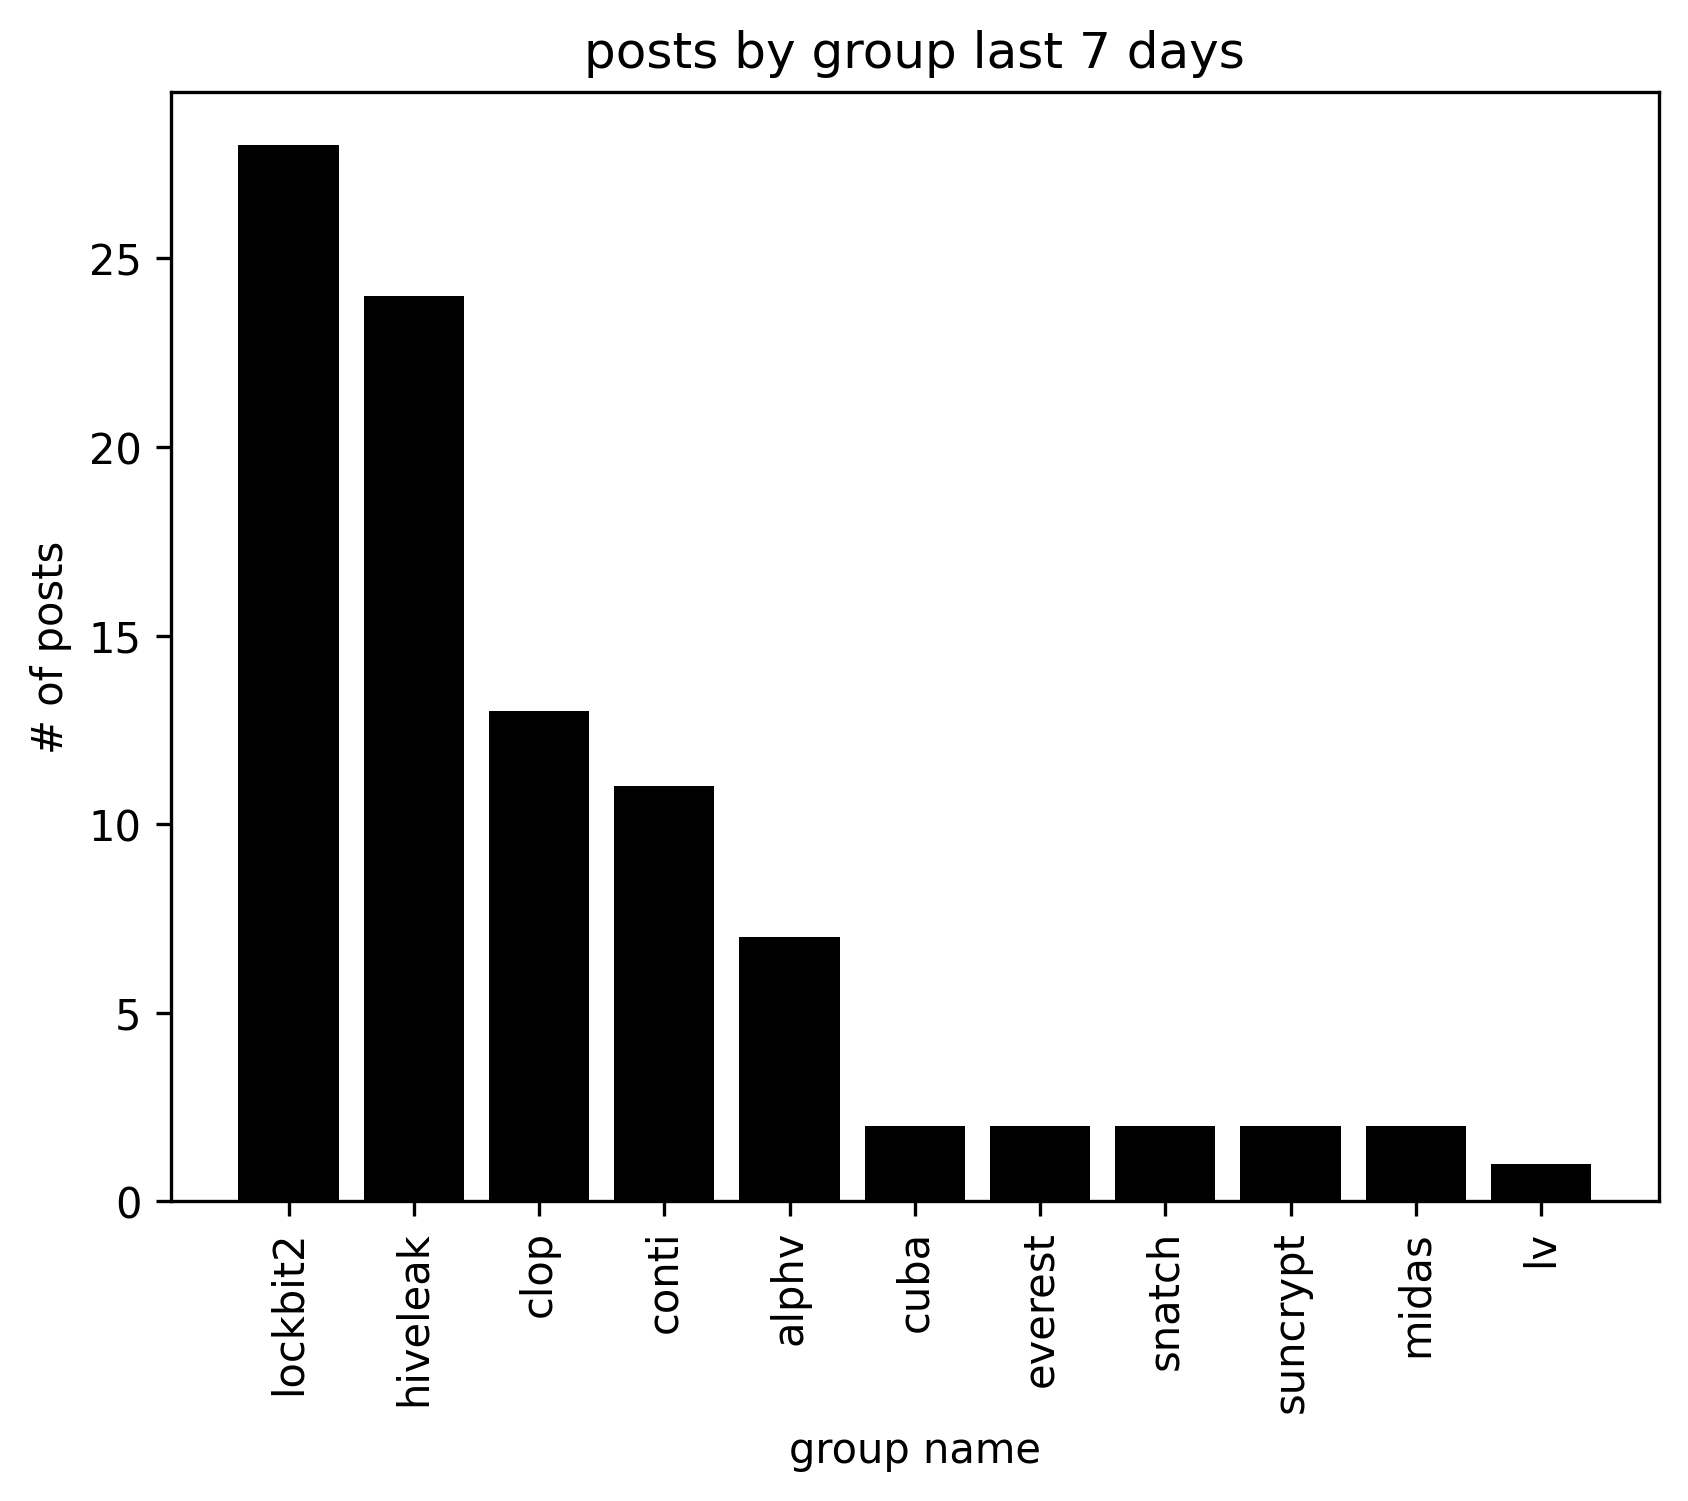 posts by group last 7 days
# of posts
25
20
15
10
5
0
lockbit2
hiveleak
clop
conti
alphv
cuba
everest
snatch
suncrypt
midas
lv
group name